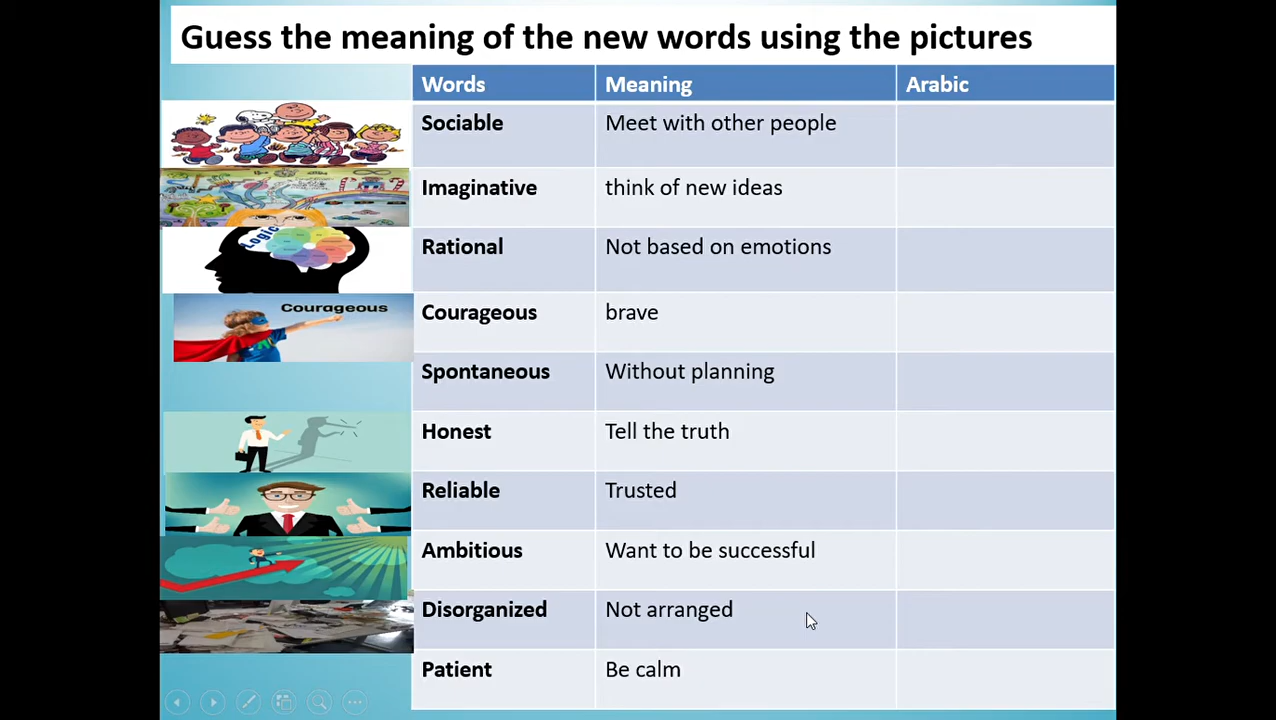 Guess the meaning of the new words using the pictures
Words Meaning Arabic
Sociable Meet with other people
Imaginative think of new ideas
Logic
Rational Not based on emotions
Courageous
Courageous brave
Spontaneous Without planning
Honest Tell the truth
Reliable Trusted
Ambitious Want to be successful
Disorganized Not arranged
Patient Be calm